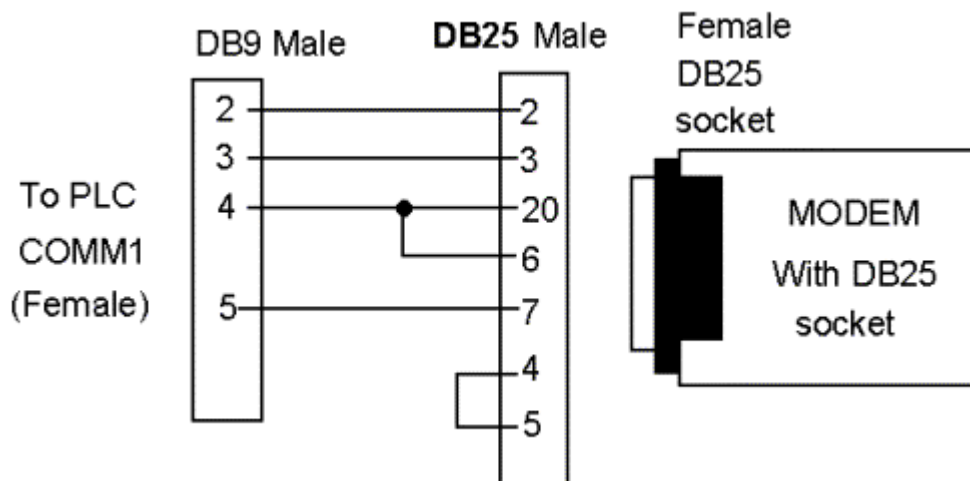 DB9 Male
DB25 Male
Female
DB25
socket
To PLC
COMM1
(Female)
2
3
4
5
2
3
20
6
7
4
5
MODEM
With DB25
socket